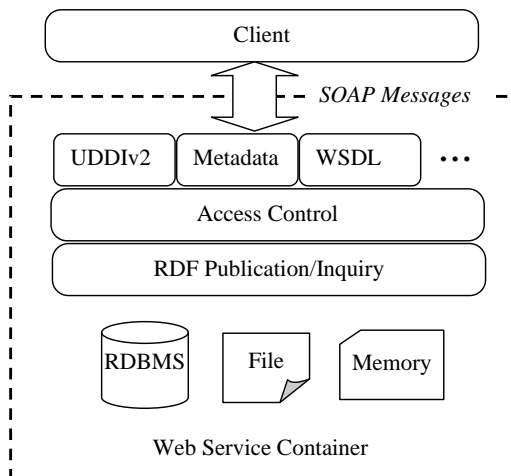 Client
SOAP Messages
UDDIv2 Metadata WSDL ...
Access Control
RDF Publication/Inquiry
RDBMS File Memory
Web Service Container